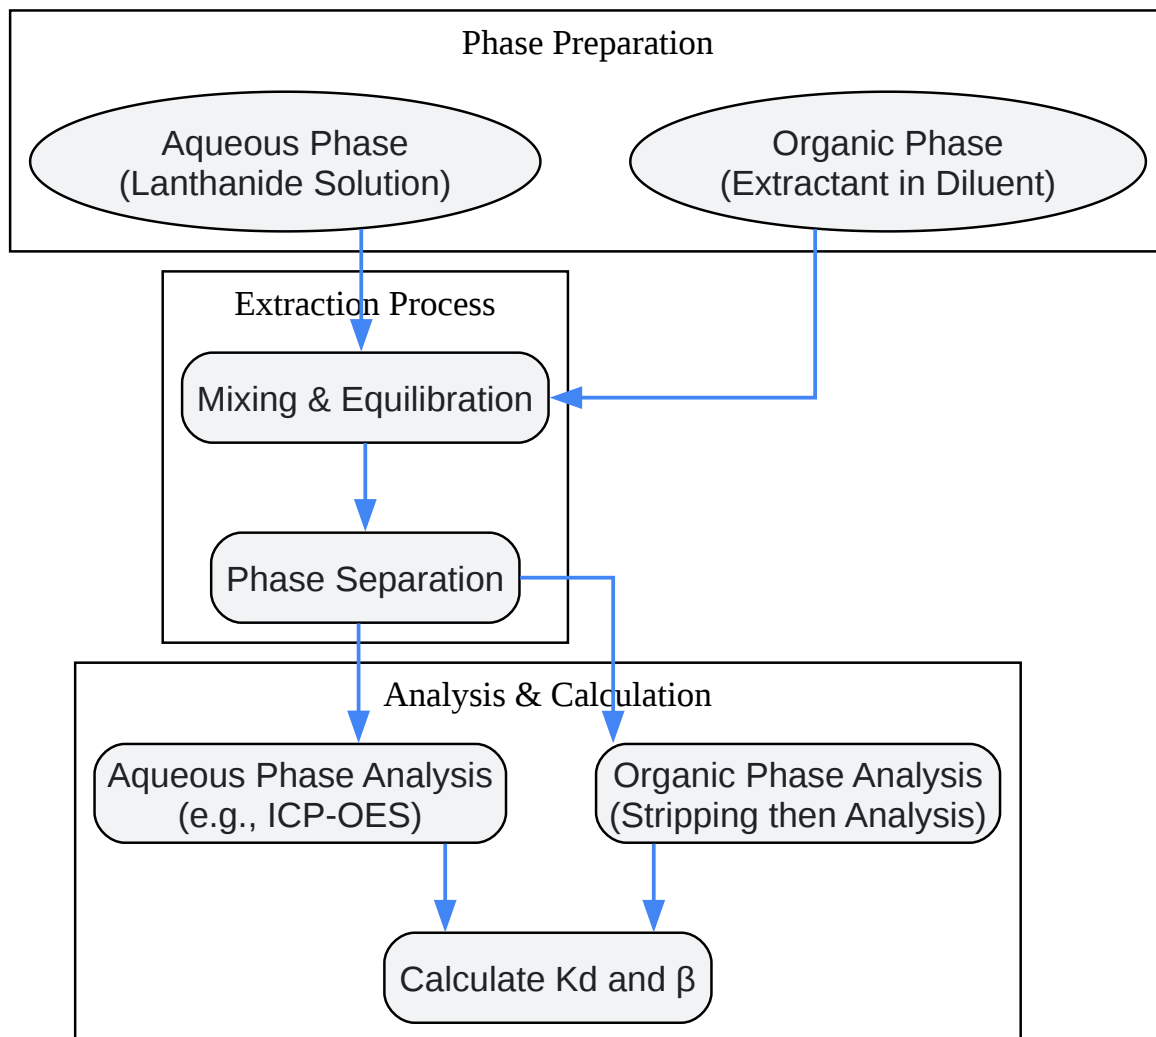 Phase Preparation
Aqueous Phase
(Lanthanide Solution)
Organic Phase
(Extractant in Diluent)
Extraction Process
Mixing & Equilibration
Phase Separation
Analysis & Calculation
Aqueous Phase Analysis
(e.g., ICP-OES)
Organic Phase Analysis
(Stripping then Analysis)
Calculate Kd and β